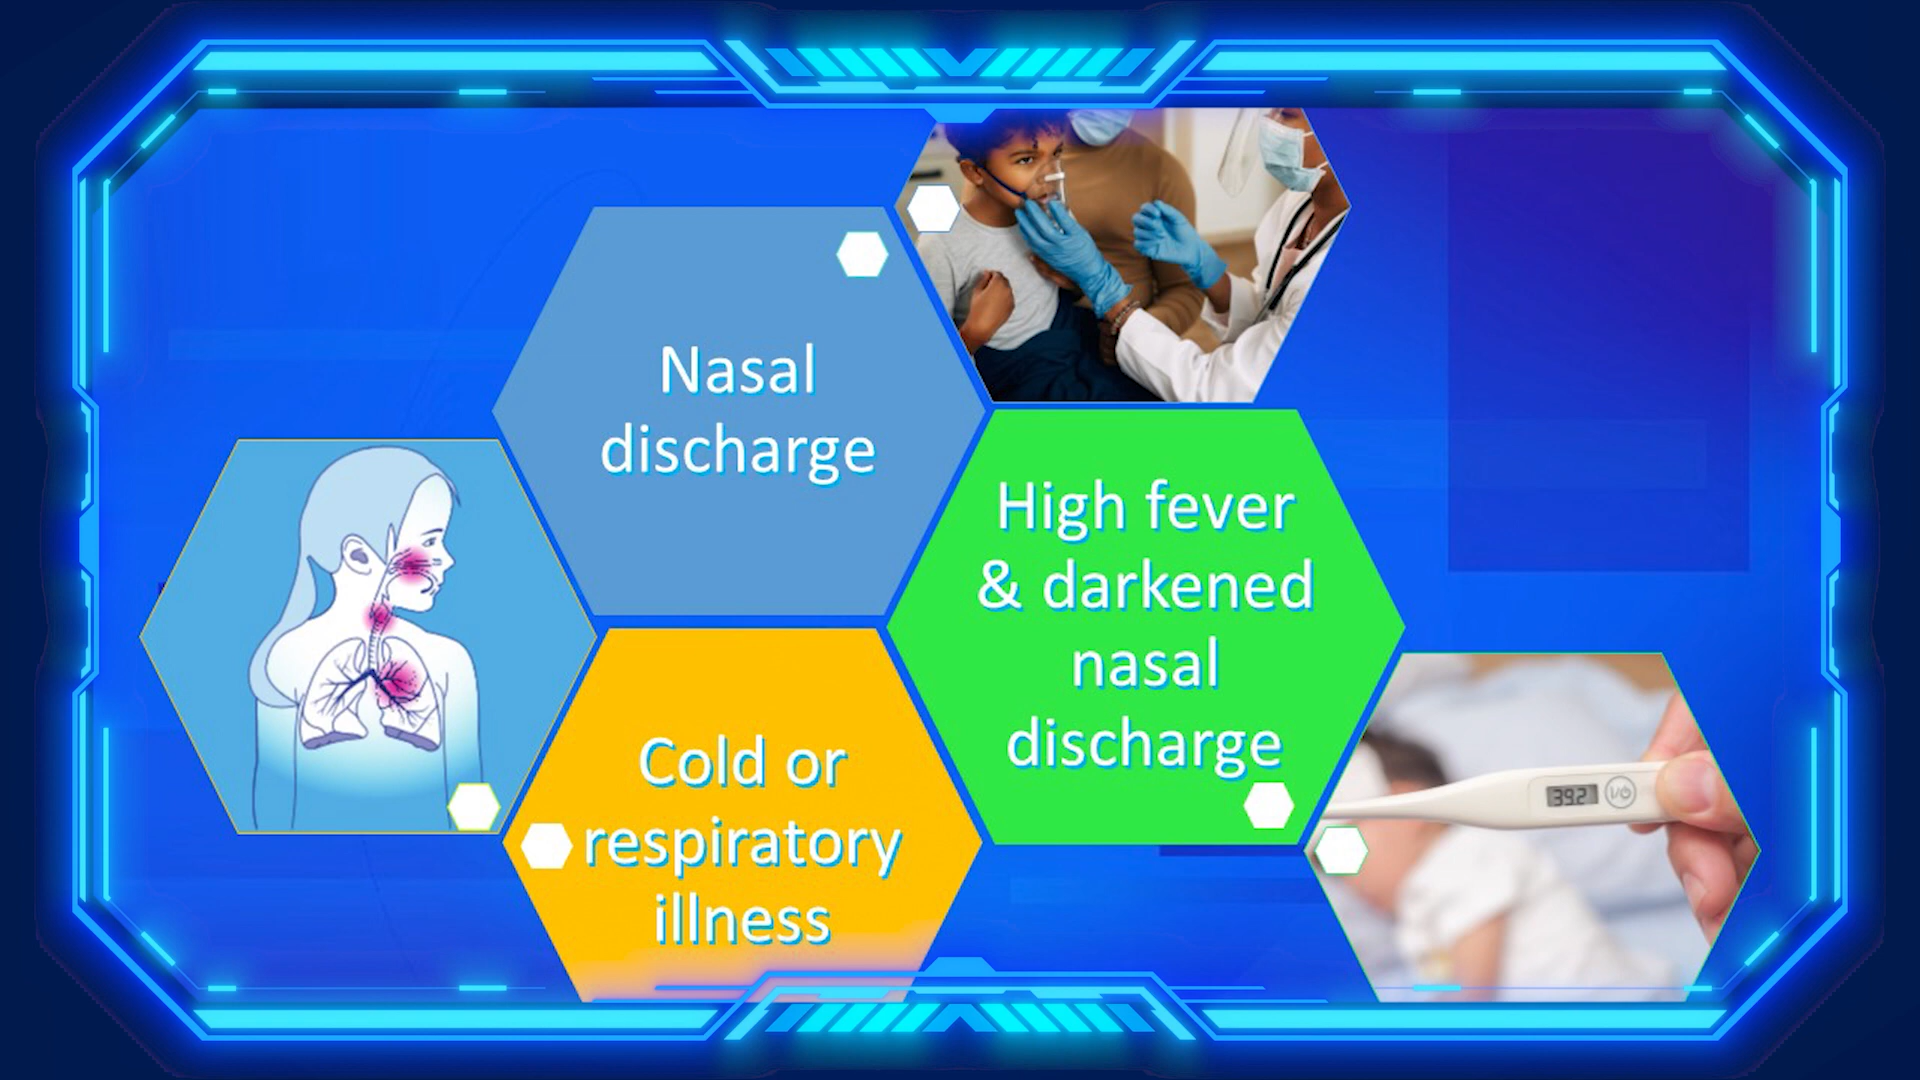 Nasal
discharge
High fever
& darkened
nasal
discharge
Cold or
respiratory
illness
39.2